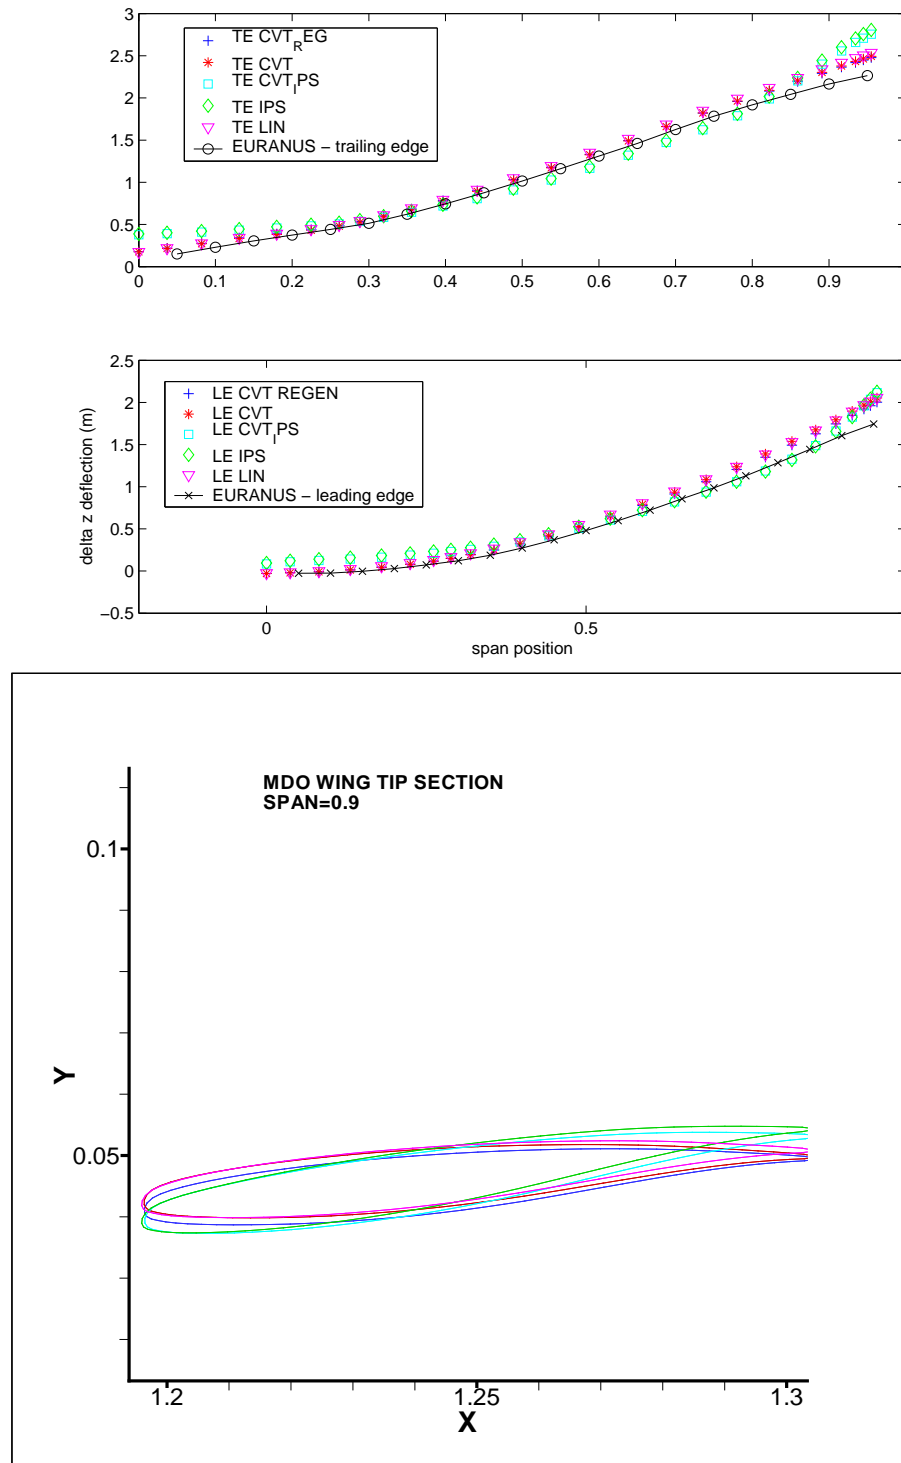 3
2.5
2
1.5
1
0.5
0
TE CVT_REG
TE CVT
TE CVT_IPS
TE IPS
TE LIN
EURANUS − trailing edge
0 0.1 0.2 0.3 0.4 0.5 0.6 0.7 0.8 0.9
2.5
2
1.5
1
0.5
0
−0.5
delta z deflection (m)
LE CVT REGEN
LE CVT
LE CVT_IPS
LE IPS
LE LIN
EURANUS − leading edge
0 0.5
span position
MDO WING TIP SECTION
SPAN=0.9
0.1
0.05
Y
1.2 1.25 1.3
X